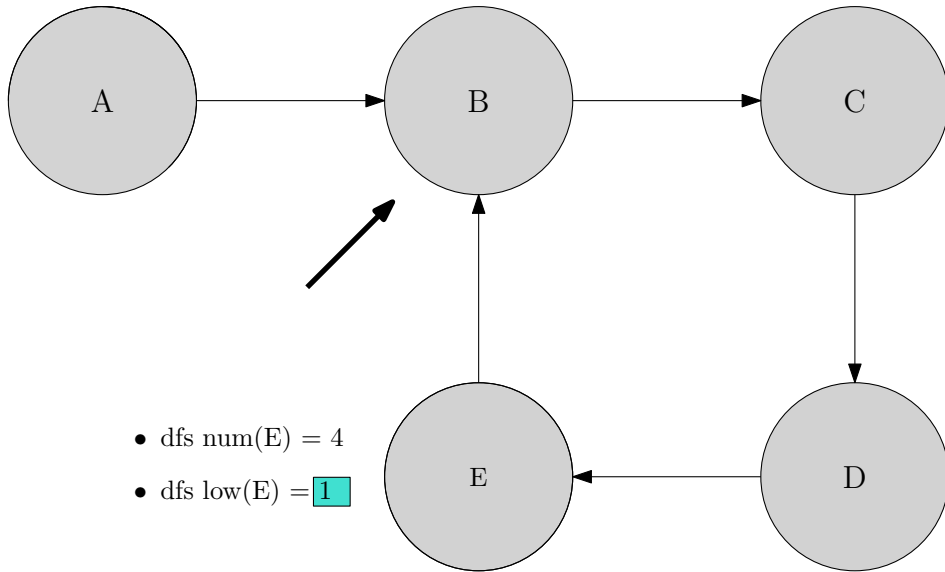 A
B
C
• dfs num(E) = 4
• dfs low(E) = 1
E
D